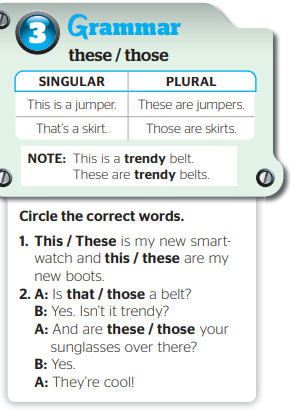 3 Grammar
these / those
SINGULAR PLURAL
This is a jumper. These are jumpers.
That's a skirt. Those are skirts.
NOTE: This is a trendy belt.
These are trendy belts.
Circle the correct words.
1. This / These is my new smart-
watch and this / these are my
new boots.
2. A: Is that / those a belt?
B: Yes. Isn't it trendy?
A: And are these / those your
sunglasses over there?
B: Yes.
A: They're cool!